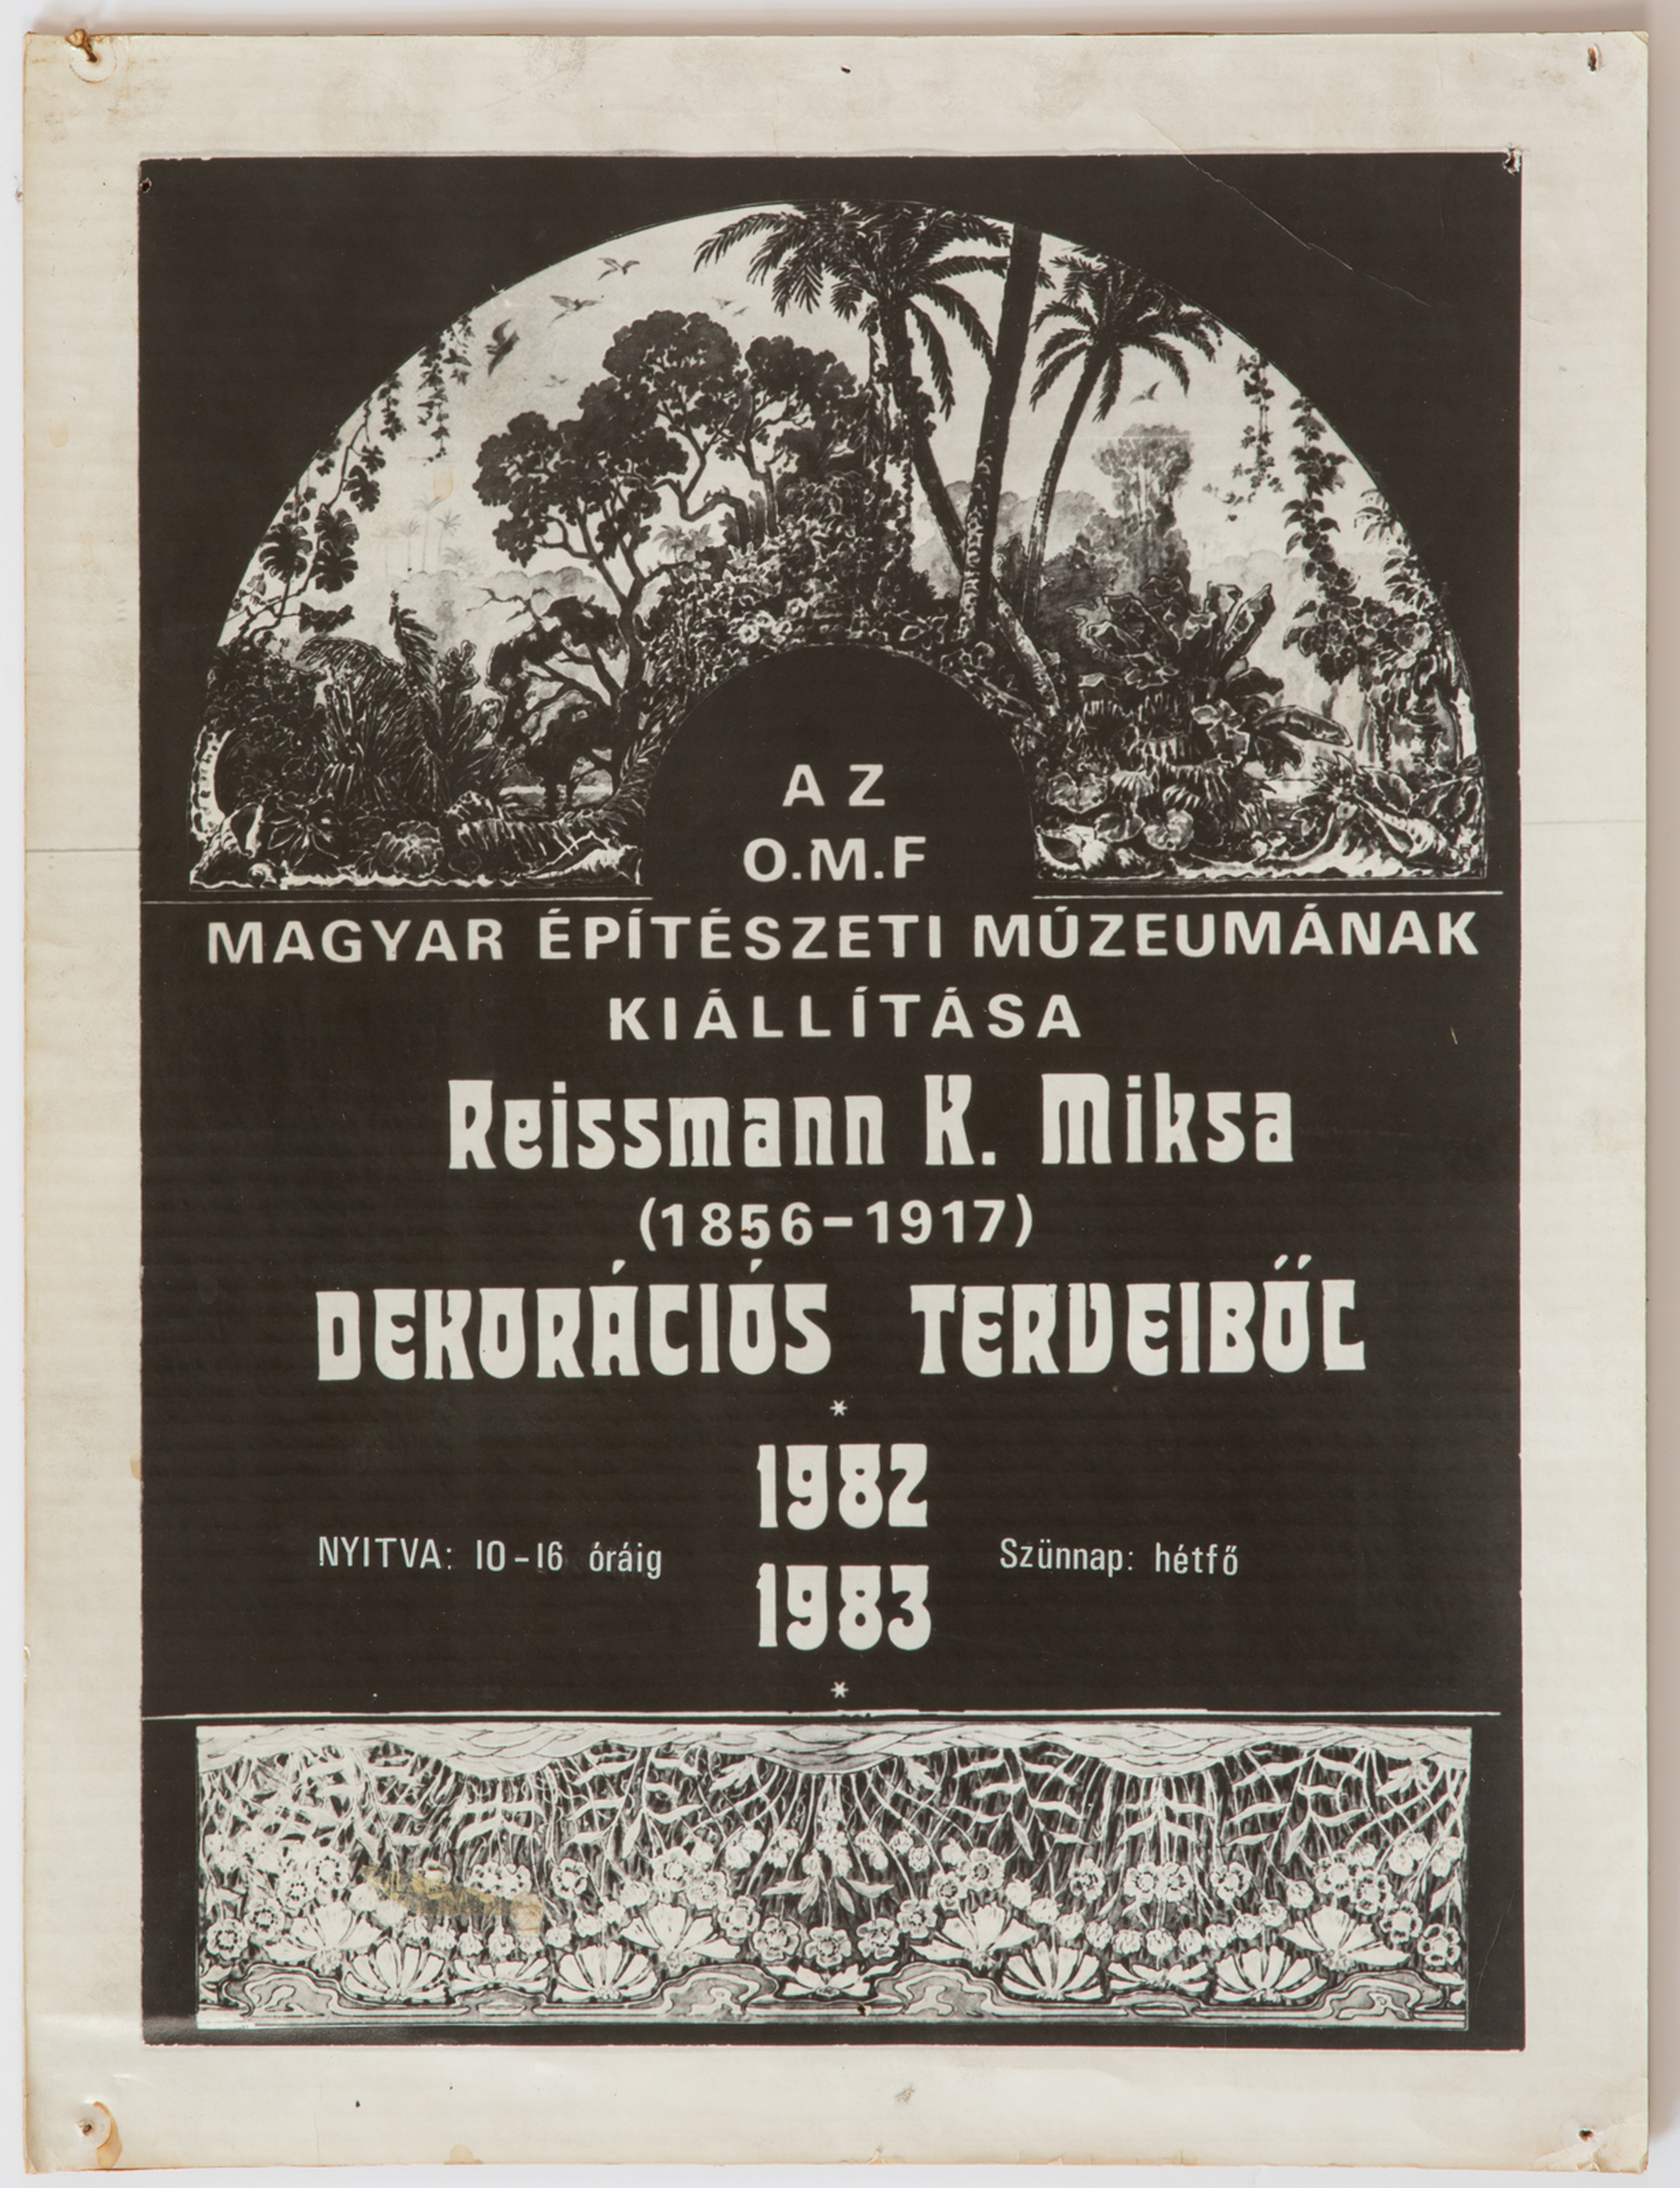 AZ
O.M.F
MAGYAR ÉPÍTÉSZETI MÚZEUMÁNAK
KIÁLLÍTÁSA
Reissmann K. Miksa
(1856-1917)
DEKORÁCIÓS TERVEIBŐL
*
1982
NYITVA: 10-16 óráig Szünnap: hétfő
1983
*